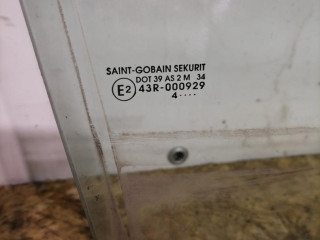 SAINT-GOBAIN SEKURIT
DOT 39 AS 2 M 34
E2 43R-000929
4 ····